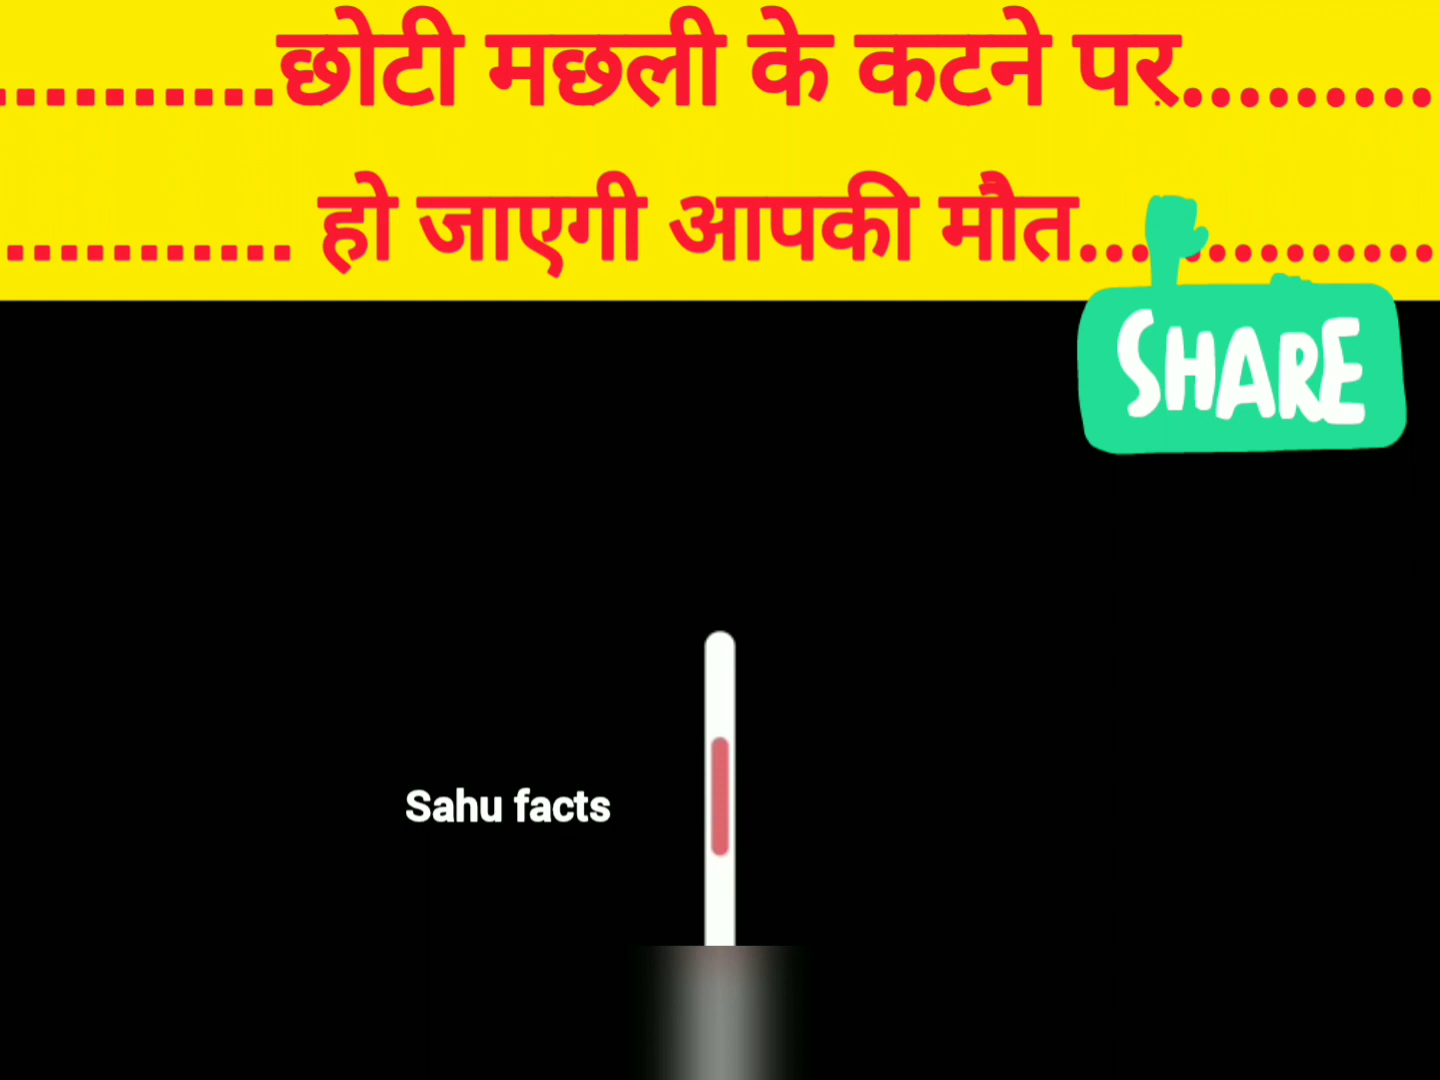 ..........छोटी मछली के कटने पर.........
........... हो जाएगी आपकी मौत............
SHARE
Sahu facts